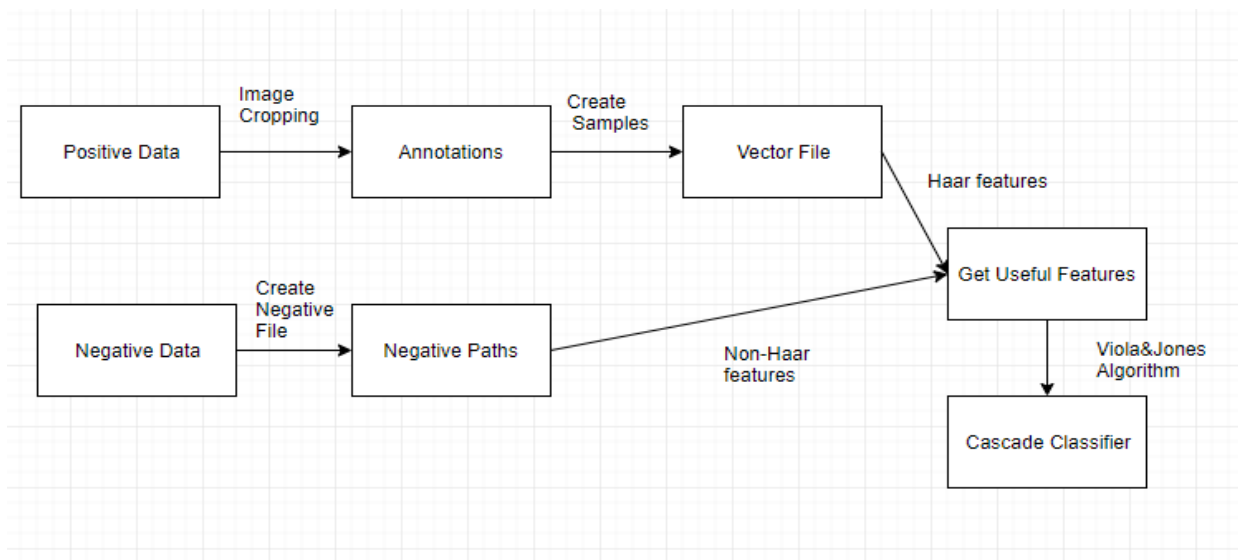 Image
Cropping
Create
Samples
Positive Data
Annotations
Vector File
Haar features
Get Useful Features
Create
Negative
File
Negative Data
Negative Paths
Non-Haar
features
Viola&Jones
Algorithm
Cascade Classifier